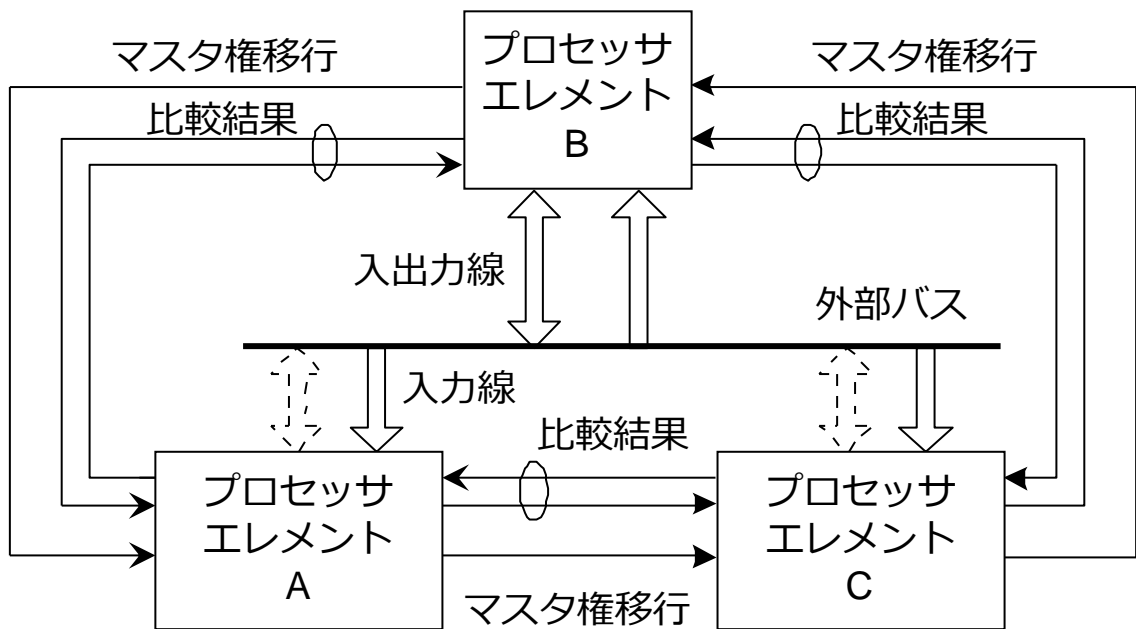 マスタ権移行
プロセッサ
エレメント
B
マスタ権移行
比較結果
比較結果
入出力線
外部バス
入力線
比較結果
プロセッサ
エレメント
A
プロセッサ
エレメント
C
マスタ権移行